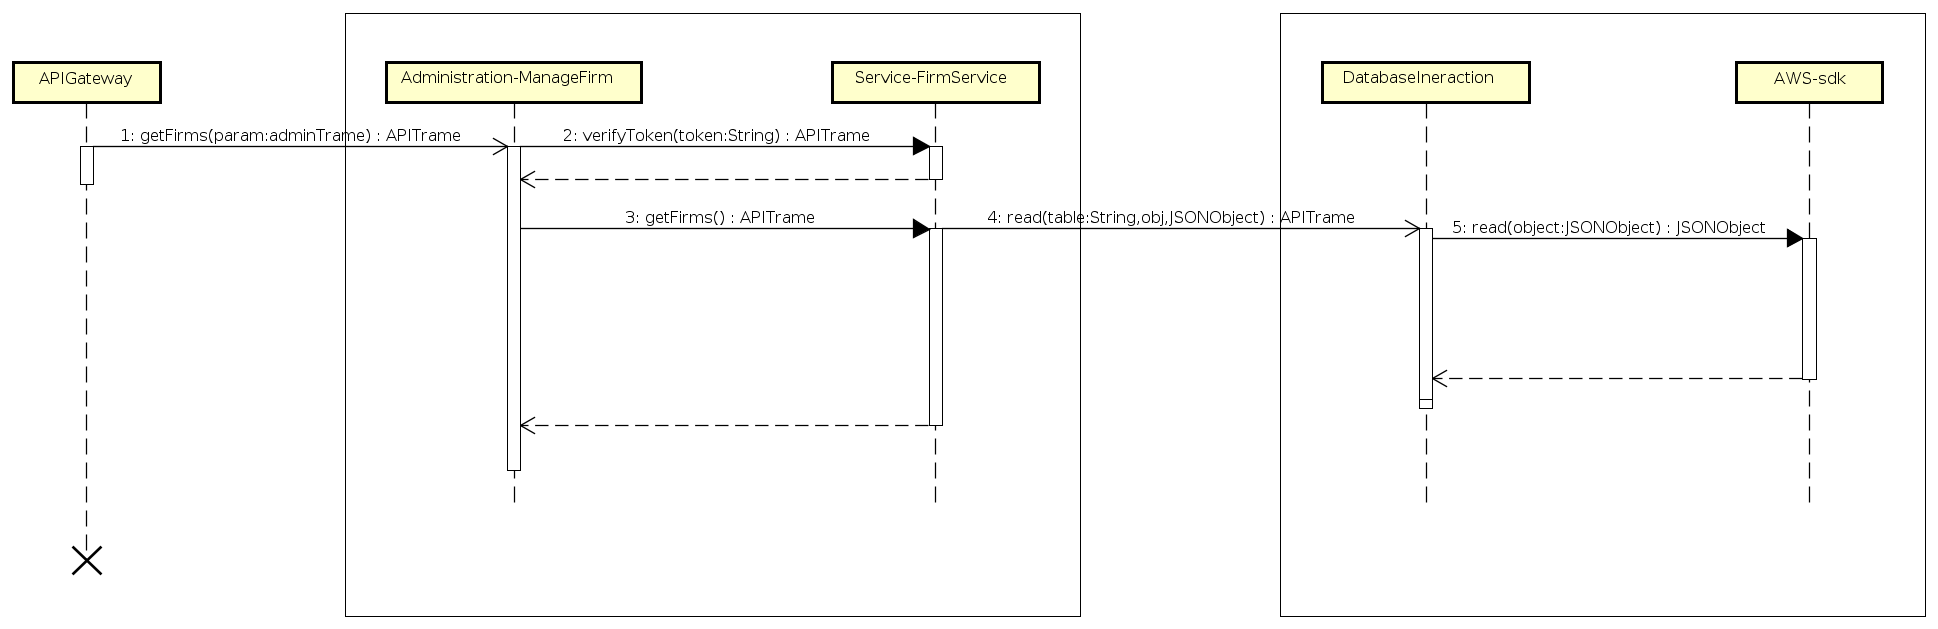 APIGateway
Administration-ManageFirm
Service-FirmService
DatabaseIneraction
AWS-sdk
1: getFirms(param:adminTrame) : APITrame
2: verifyToken(token:String) : APITrame
3: getFirms() : APITrame
4: read(table:String,obj,JSONObject) : APITrame
5: read(object:JSONObject) : JSONObject